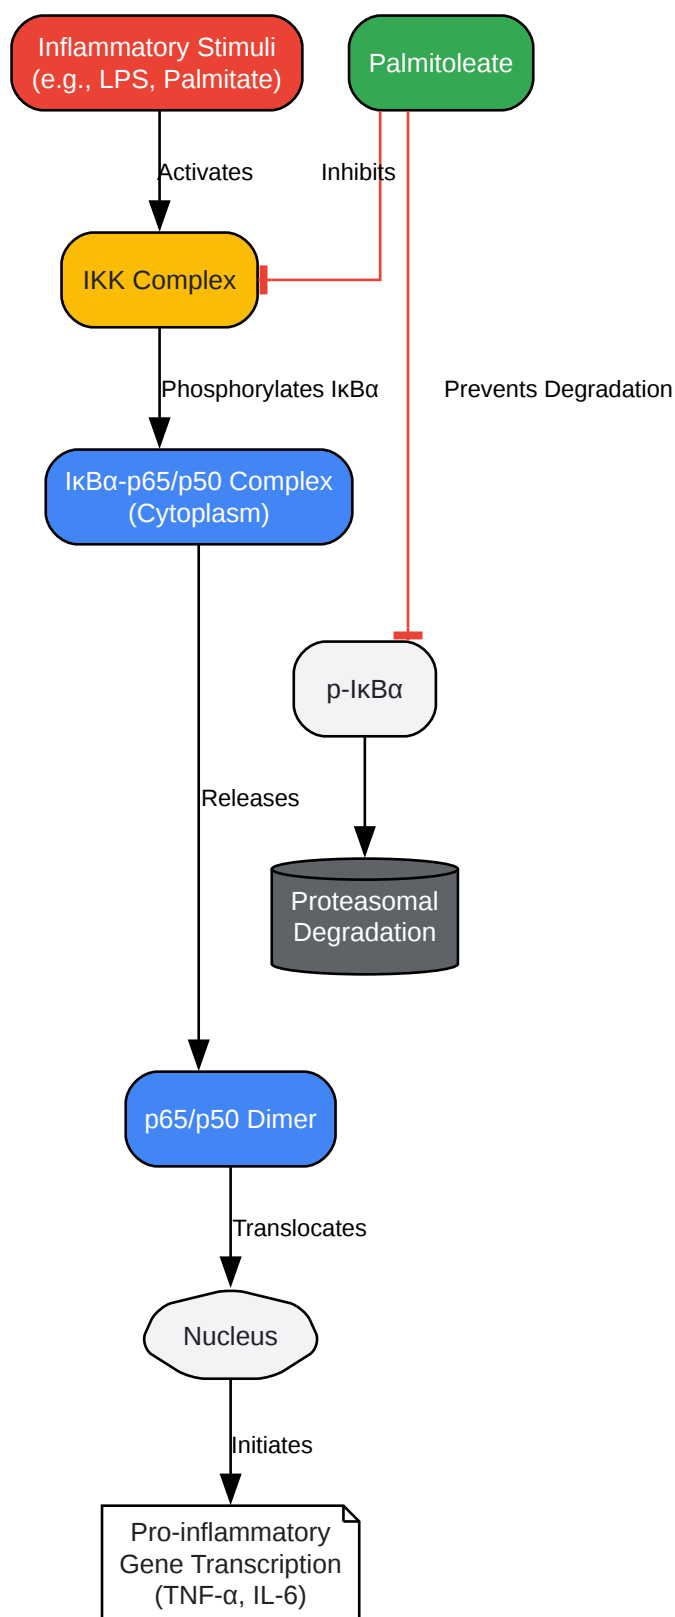 Inflammatory Stimuli
(e.g., LPS, Palmitate)
Palmitoleate
Activates
Inhibits
IKK Complex
Phosphorylates IκBα
Prevents Degradation
IκBα-p65/p50 Complex
(Cytoplasm)
p-IκBα
Releases
Proteasomal
Degradation
p65/p50 Dimer
Translocates
Nucleus
Initiates
Pro-inflammatory
Gene Transcription
(TNF-α, IL-6)